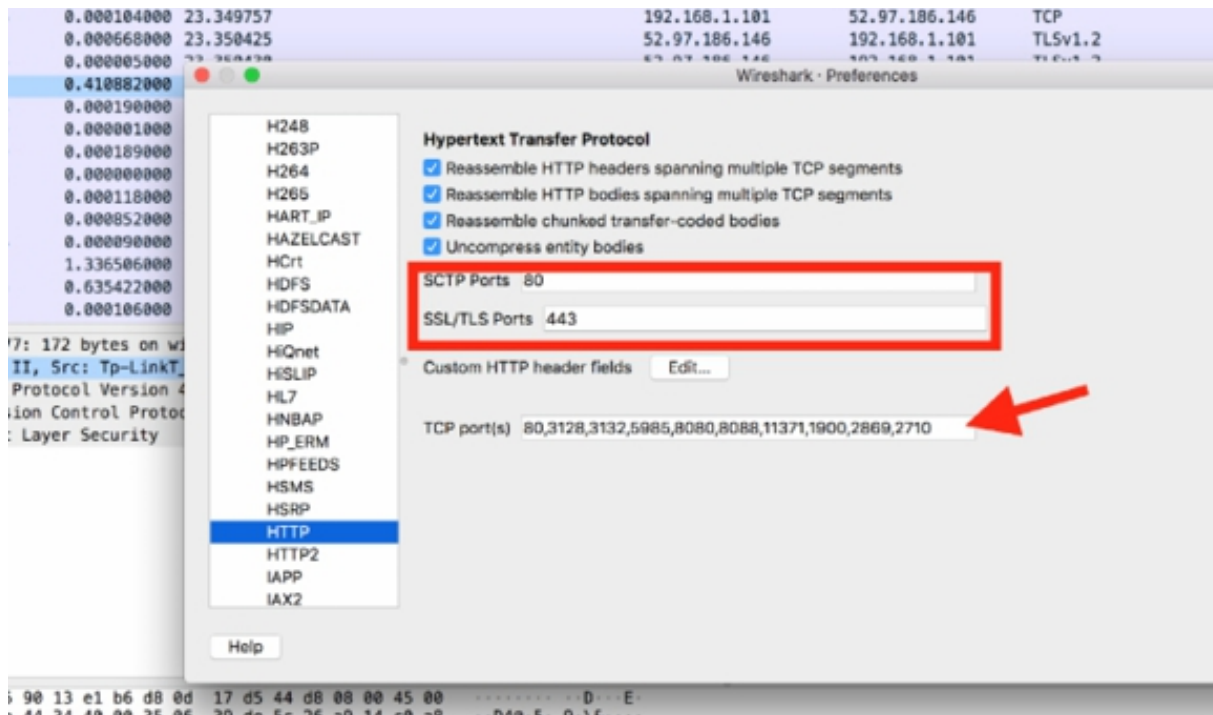 0.000104000 23.349757 192.168.1.101 52.97.186.146 TCP
0.000668000 23.350425 52.97.186.146 192.168.1.101 TLSv1.2
0.000005000
0.410882000
0.000190000
0.000001000
0.000189000
0.000000000
0.000118000
0.000852000
0.000090000
1.336506000
0.635422000
0.000106000
7: 172 bytes on
II, Src: Tp-LinkT_
Protocol Version 4
sion Control Protoc
Layer Security
Wireshark · Preferences
H248
H263P
H264
H265
HART_IP
HAZELCAST
HCrt
HDFS
HDFSDATA
HIP
HiQnet
HiSLIP
HL7
HNBAP
HP_ERM
HPFEEDS
HSMS
HSRP
HTTP
HTTP2
IAPP
IAX2
Help
Hypertext Transfer Protocol
Reassemble HTTP headers spanning multiple TCP segments
Reassemble HTTP bodies spanning multiple TCP segments
Reassemble chunked transfer-coded bodies
Uncompress entity bodies
SCTP Ports 80
SSL/TLS Ports 443
Custom HTTP header fields Edit...
TCP port(s) 80,3128,3132,5985,8080,8088,11371,1900,2869,2710
90 13 e1 b6 d8 0d 17 d5 44 d8 08 00 45 00 ········ ··D···E·